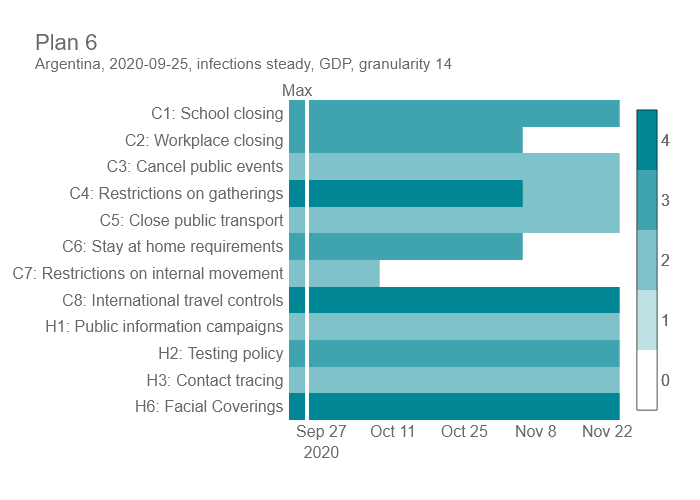 Plan 6
Argentina, 2020-09-25, infections steady, GDP, granularity 14
Max
C1: School closing
C2: Workplace closing
C3: Cancel public events
C4: Restrictions on gatherings
C5: Close public transport
C6: Stay at home requirements
C7: Restrictions on internal movement
C8: International travel controls
H1: Public information campaigns
H2: Testing policy
H3: Contact tracing
H6: Facial Coverings
4
3
2
1
0
Sep 27 Oct 11 Oct 25 Nov 8 Nov 22
2020